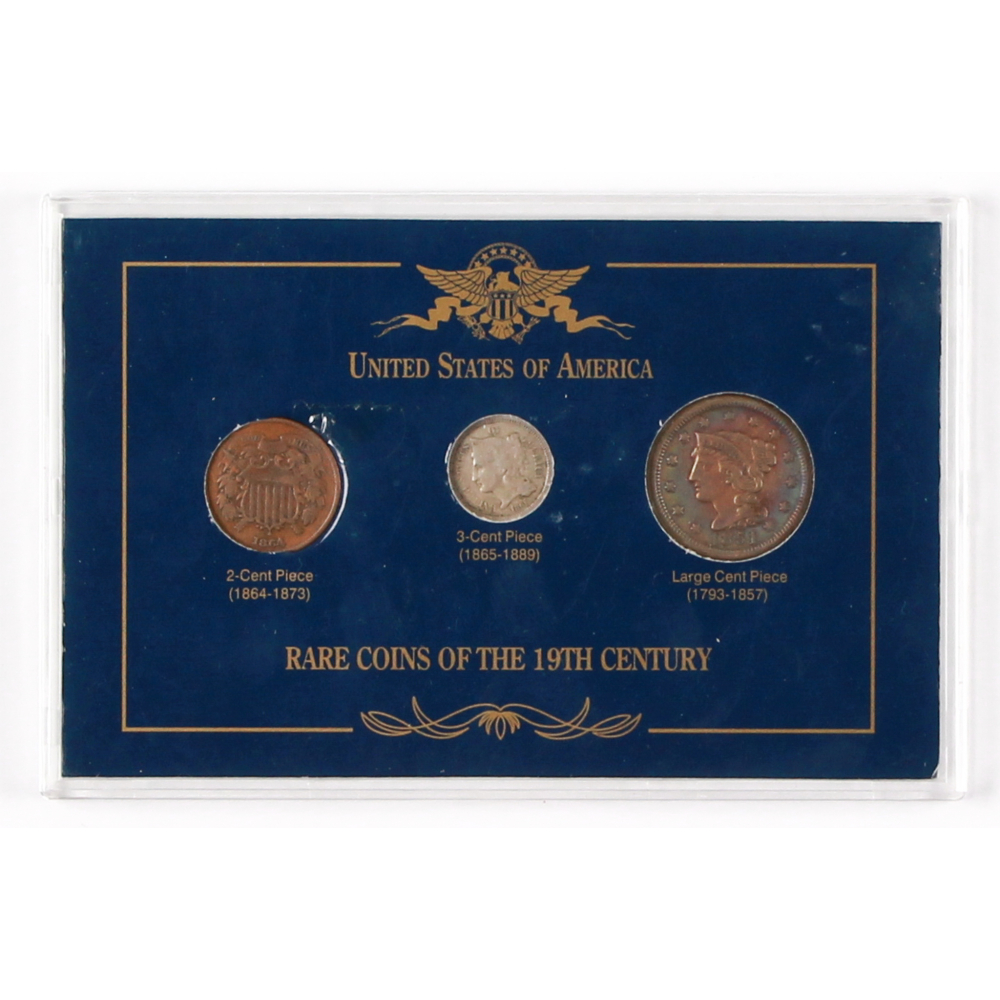 UNITED STATES OF AMERICA
1864
2-Cent Piece
(1864-1873)
3-Cent Piece
(1865-1889)
Large Cent Piece
(1793-1857)
RARE COINS OF THE 19TH CENTURY